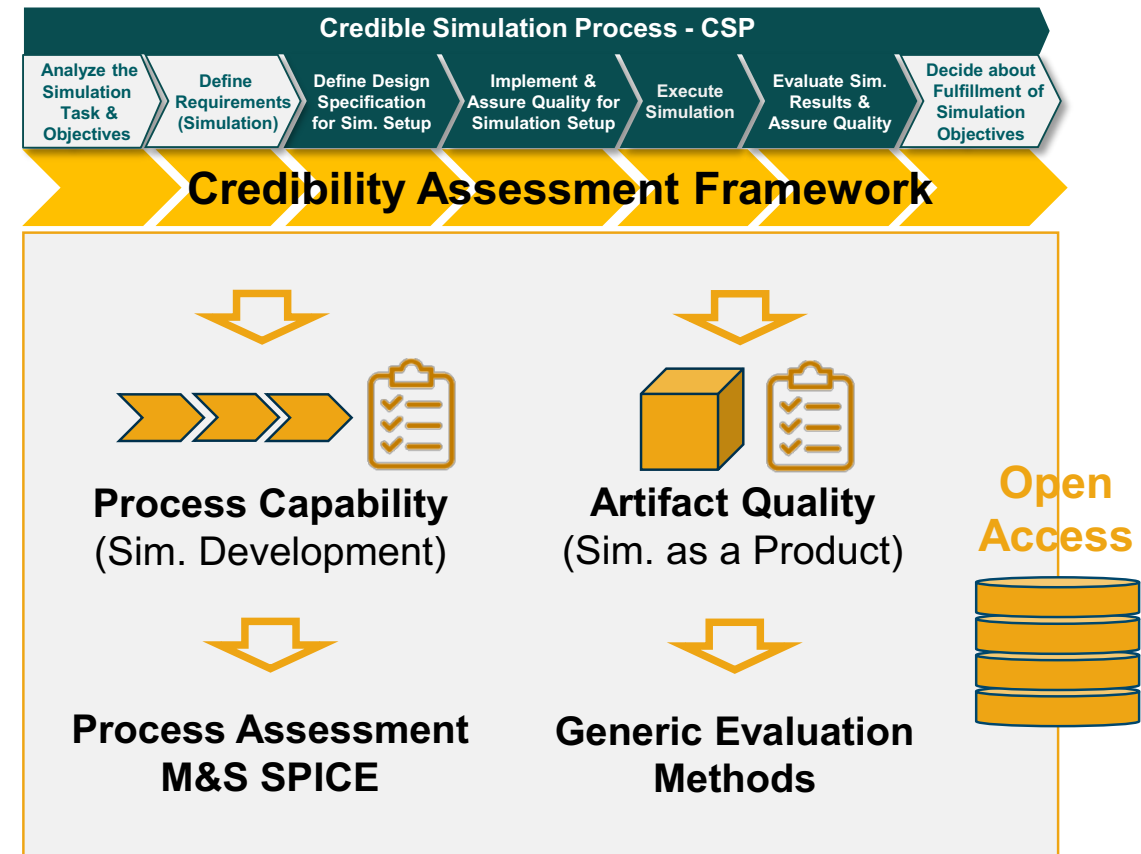 Credible Simulation Process - CSP
Analyze the
Simulation
Task &
Objectives
Define
Requirements
(Simulation)
Define Design
Specification
for Sim. Setup
Implement &
Assure Quality for
Simulation Setup
Execute
Simulation
Evaluate Sim.
Results &
Assure Quality
Decide about
Fulfillment of
Simulation
Objectives
Credibility Assessment Framework
Process Capability
(Sim. Development)
Artifact Quality
(Sim. as a Product)
Open
Access
Process Assessment
M&S SPICE
Generic Evaluation
Methods